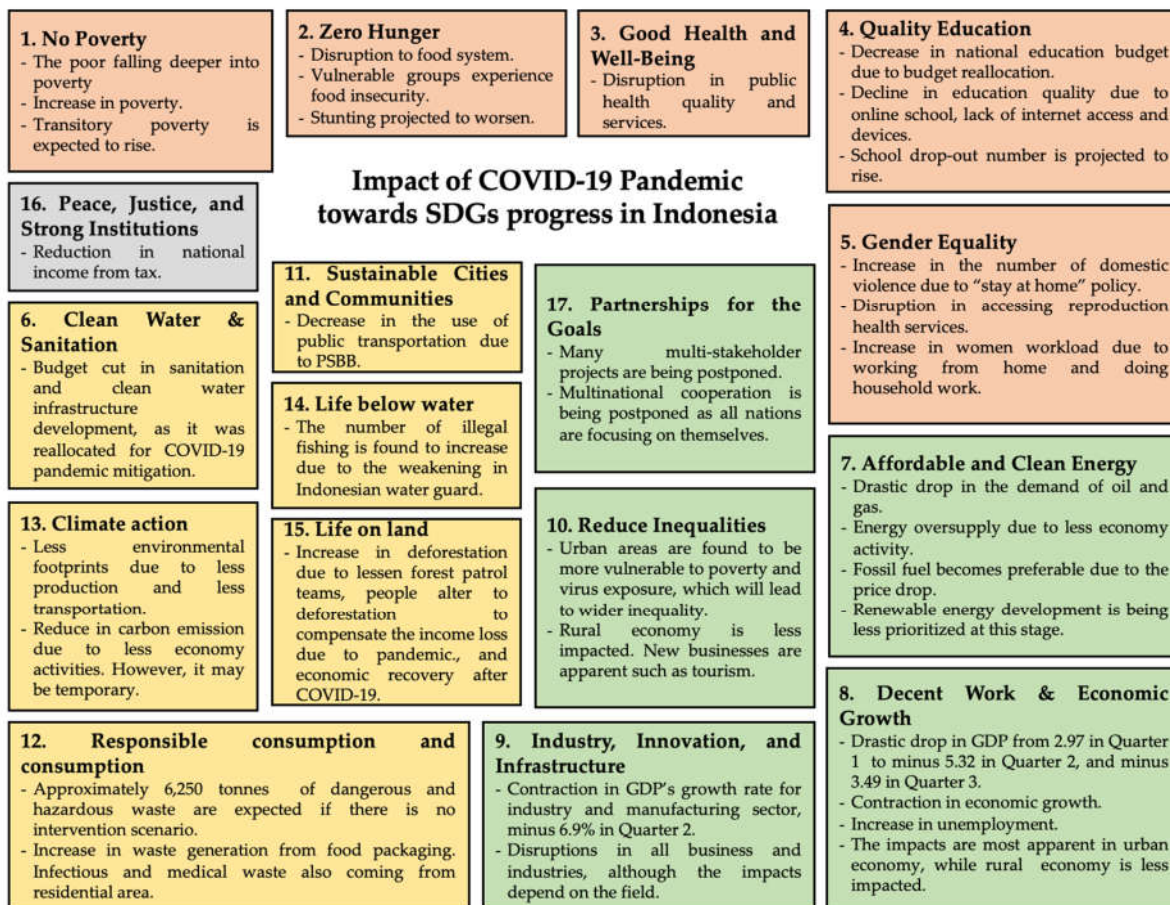 1. No Poverty
- The poor falling deeper into
poverty
- Increase in poverty.
- Transitory poverty is
expected to rise.
2. Zero Hunger
- Disruption to food system.
- Vulnerable groups experience
food insecurity.
- Stunting projected to worsen.
3. Good Health and
Well-Being
- Disruption in public
health quality and
services.
4. Quality Education
- Decrease in national education budget
due to budget reallocation.
- Decline in education quality due to
online school, lack of internet access and
devices.
- School drop-out number is projected to
rise.
Impact of COVID-19 Pandemic
towards SDGs progress in Indonesia
16. Peace, Justice, and
Strong Institutions
- Reduction in national
income from tax.
5. Gender Equality
- Increase in the number of domestic
violence due to “stay at home” policy.
- Disruption in accessing reproduction
health services.
- Increase in women workload due to
working from home and doing
household work.
6. Clean Water &
Sanitation
- Budget cut in sanitation
and clean water
infrastructure
development, as it was
reallocated for COVID-19
pandemic mitigation.
11. Sustainable Cities
and Communities
- Decrease in the use of
public transportation due
to PSBB.
17. Partnerships for the
Goals
- Many multi-stakeholder
projects are being postponed.
- Multinational cooperation is
being postponed as all nations
are focusing on themselves.
14. Life below water
- The number of illegal
fishing is found to increase
due to the weakening in
Indonesian water guard.
7. Affordable and Clean Energy
- Drastic drop in the demand of oil and
gas.
- Energy oversupply due to less economy
activity.
- Fossil fuel becomes preferable due to the
price drop.
- Renewable energy development is being
less prioritized at this stage.
13. Climate action
- Less environmental
footprints due to less
production and less
transportation.
- Reduce in carbon emission
due to less economy
activities. However, it may
be temporary.
15. Life on land
- Increase in deforestation
due to lessen forest patrol
teams, people alter to
deforestation to
compensate the income loss
due to pandemic., and
economic recovery after
COVID-19.
10. Reduce Inequalities
- Urban areas are found to be
more vulnerable to poverty and
virus exposure, which will lead
to wider inequality.
- Rural economy is less
impacted. New businesses are
apparent such as tourism.
8. Decent Work & Economic
Growth
- Drastic drop in GDP from 2.97 in Quarter
1 to minus 5.32 in Quarter 2, and minus
3.49 in Quarter 3.
- Contraction in economic growth.
- Increase in unemployment.
- The impacts are most apparent in urban
economy, while rural economy is less
impacted.
12. Responsible consumption and
consumption
- Approximately 6,250 tonnes of dangerous and
hazardous waste are expected if there is no
intervention scenario.
- Increase in waste generation from food packaging.
Infectious and medical waste also coming from
residential area.
9. Industry, Innovation, and
Infrastructure
- Contraction in GDP’s growth rate for
industry and manufacturing sector,
minus 6.9% in Quarter 2.
- Disruptions in all business and
industries, although the impacts
depend on the field.